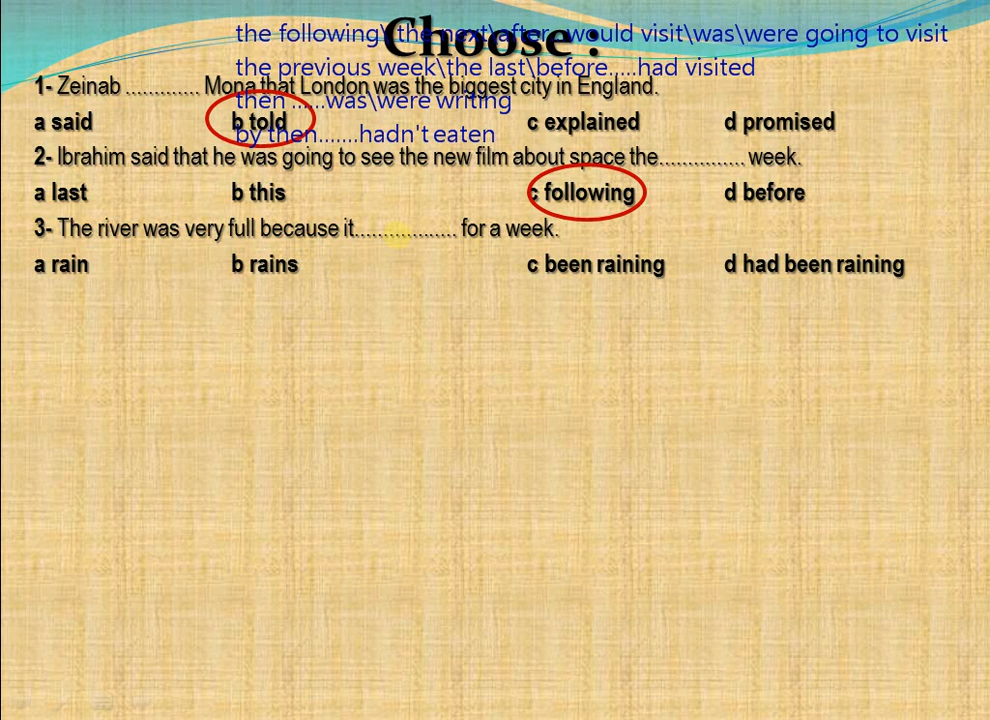 the following\ the next\after...would visit\was\were going to visit
Choose :
the previous week\the last\before.....had visited
1- Zeinab ............. Mona that London was the biggest city in England.
then ......was\were writing
a said b told c explained d promised
by then.......hadn't eaten
2- Ibrahim said that he was going to see the new film about space the............... week.
a last b this c following d before
3- The river was very full because it.................. for a week.
a rain b rains c been raining d had been raining